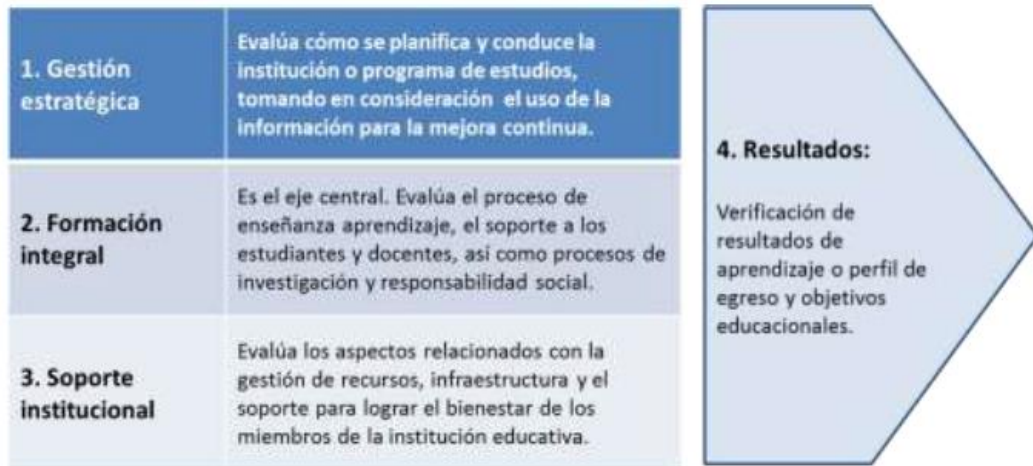 1. Gestión
estratégica
Evalúa cómo se planifica y conduce la
institución o programa de estudios,
tomando en consideración el uso de la
información para la mejora continua.
2. Formación
integral
Es el eje central. Evalúa el proceso de
enseñanza aprendizaje, el soporte a los
estudiantes y docentes, así como procesos de
investigación y responsabilidad social.
3. Soporte
institucional
Evalúa los aspectos relacionados con la
gestión de recursos, infraestructura y el
soporte para lograr el bienestar de los
miembros de la institución educativa.
4. Resultados:
Verificación de
resultados de
aprendizaje o perfil de
egreso y objetivos
educacionales.